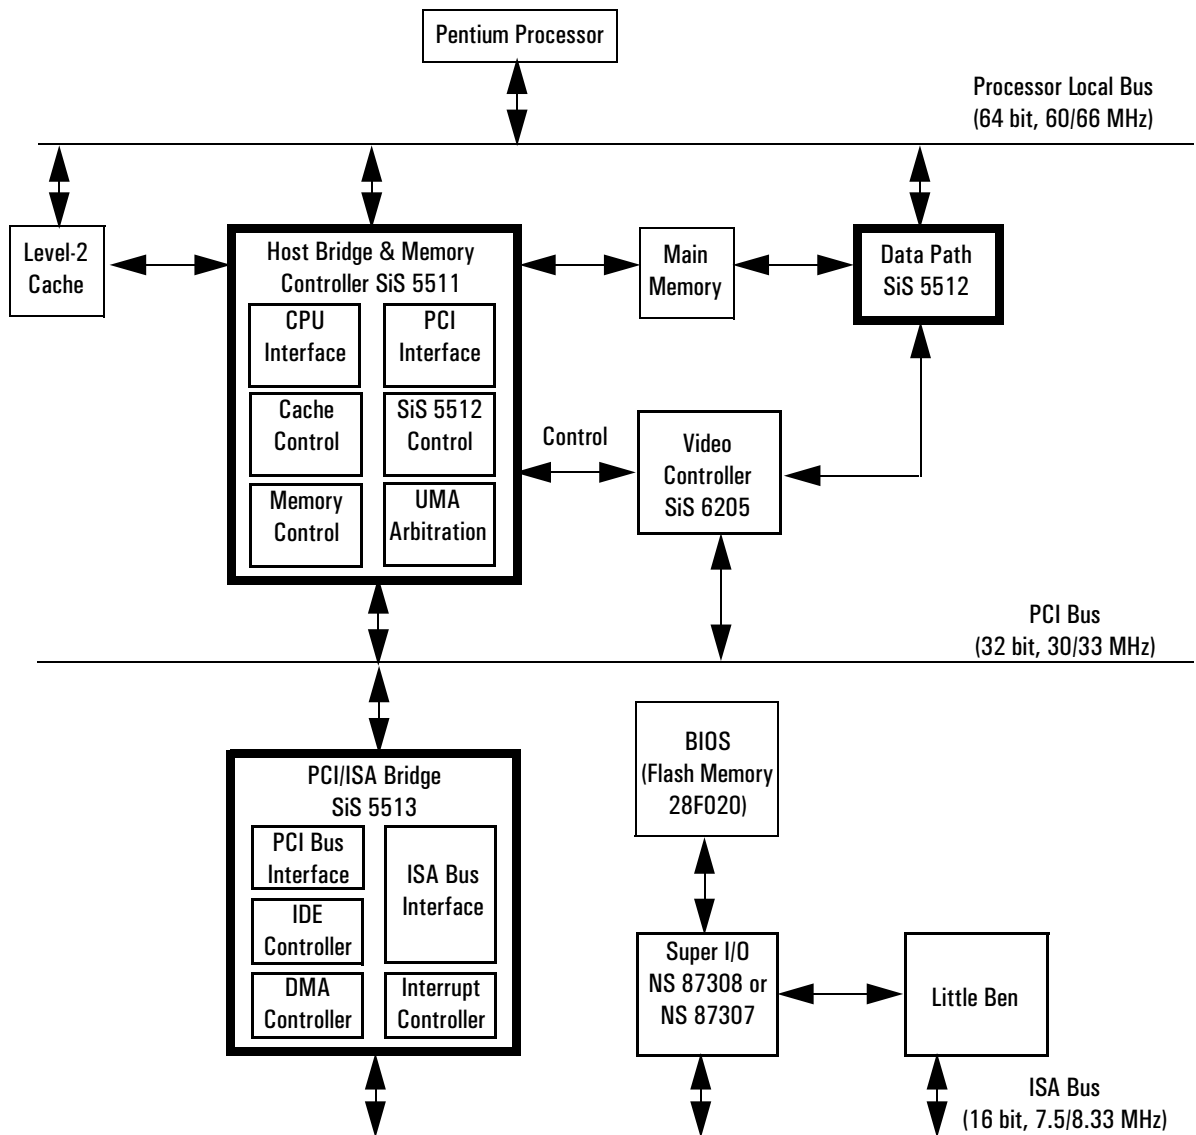 Pentium Processor
Processor Local Bus
(64 bit, 60/66 MHz)
Level-2
Cache
Host Bridge & Memory
Controller SiS 5511
CPU
Interface
PCI
Interface
Cache
Control
SiS 5512
Control
Memory
Control
UMA
Arbitration
Main
Memory
Data Path
SiS 5512
Control
Video
Controller
SiS 6205
PCI Bus
(32 bit, 30/33 MHz)
PCI/ISA Bridge
SiS 5513
PCI Bus
Interface
ISA Bus
Interface
IDE
Controller
DMA
Controller
Interrupt
Controller
BIOS
(Flash Memory
28F020)
Super I/O
NS 87308 or
NS 87307
Little Ben
ISA Bus
(16 bit, 7.5/8.33 MHz)